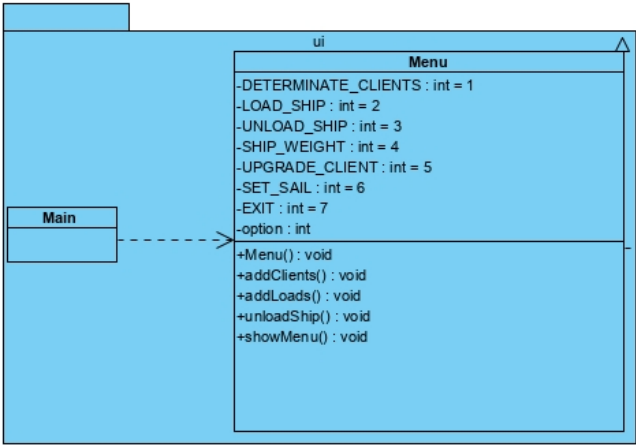 ui
Menu
-DETERMINATE_CLIENTS : int = 1
-LOAD_SHIP : int = 2
-UNLOAD_SHIP : int = 3
-SHIP_WEIGHT : int = 4
-UPGRADE_CLIENT : int = 5
-SET_SAIL : int = 6
-EXIT : int = 7
-option : int
Main
+Menu() : void
+addClients() : void
+addLoads() : void
+unloadShip() : void
+showMenu() : void